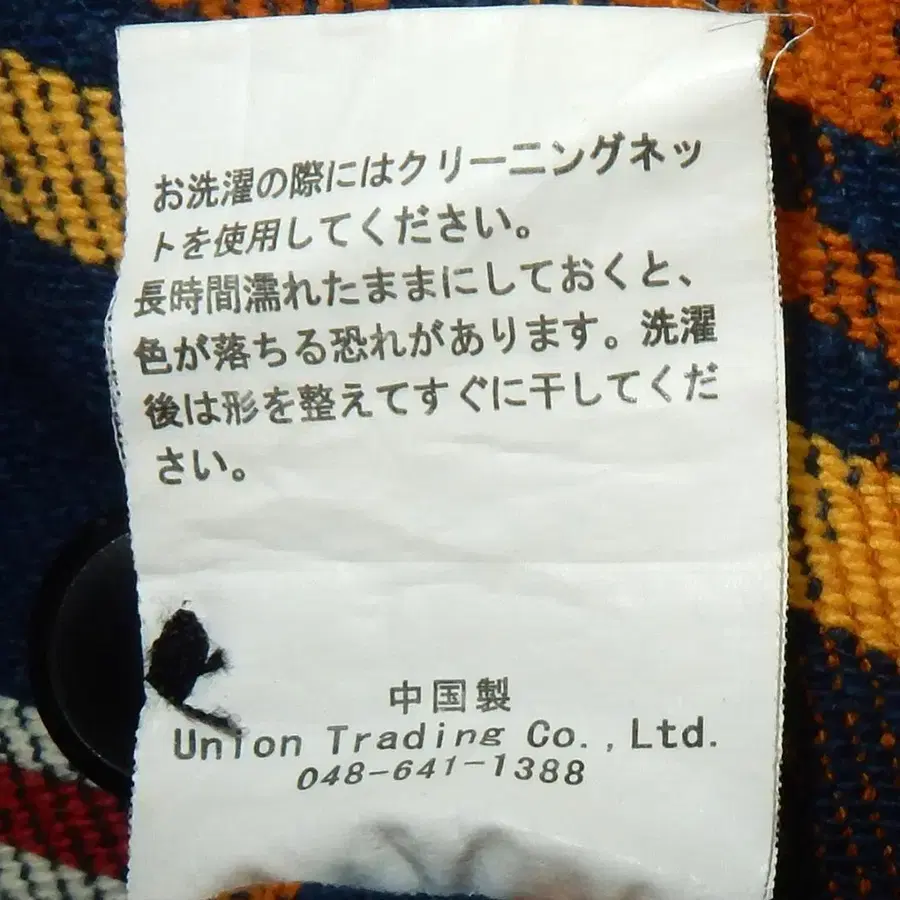 お洗濯の際にはクリーニングネッ
トを使用してください。
長時間濡れたままにしておくと、
色が落ちる恐れがあります。洗濯
後は形を整えてすぐに干してくだ
さい。
中国製
Union Trading Co.,Ltd.
048-641-1388